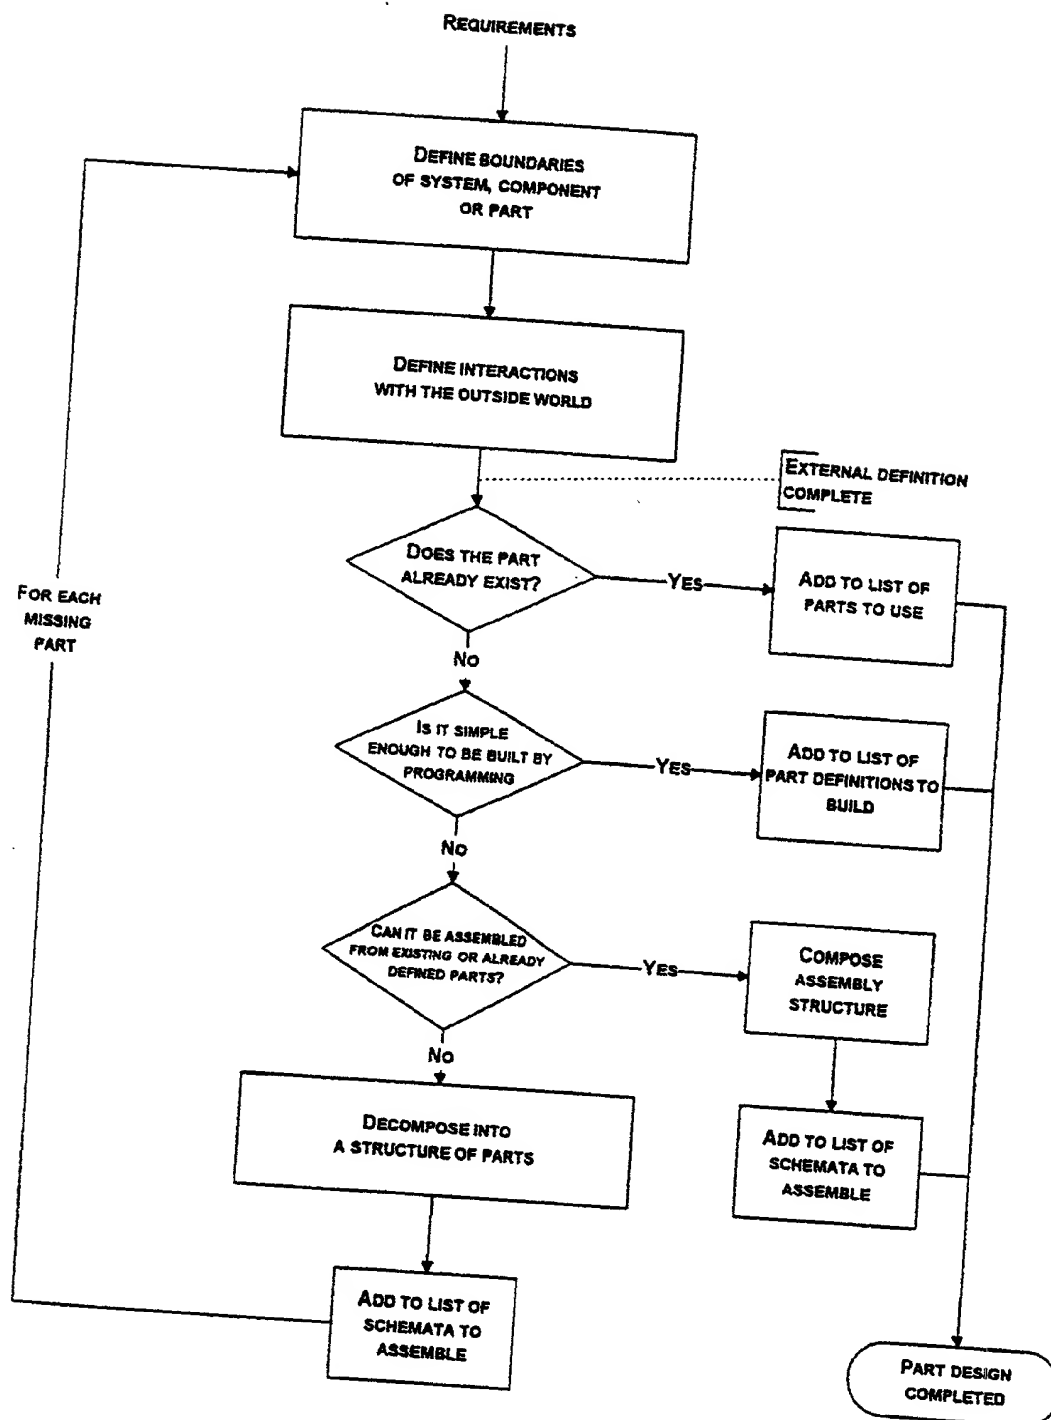 REQUIREMENTS
DEFINE BOUNDARIES
OF SYSTEM, COMPONENT
OR PART
DEFINE INTERACTIONS
WITH THE OUTSIDE WORLD
EXTERNAL DEFINITION
COMPLETE
DOES THE PART
ALREADY EXIST?
YES
ADD TO LIST OF
PARTS TO USE
FOR EACH
MISSING
PART
NO
IS IT SIMPLE
ENOUGH TO BE BUILT BY
PROGRAMMING
YES
ADD TO LIST OF
PART DEFINITIONS TO
BUILD
NO
CAN IT BE ASSEMBLED
FROM EXISTING OR ALREADY
DEFINED PARTS?
YES
COMPOSE
ASSEMBLY
STRUCTURE
NO
DECOMPOSE INTO
A STRUCTURE OF PARTS
ADD TO LIST OF
SCHEMATA TO
ASSEMBLE
ADD TO LIST OF
SCHEMATA TO
ASSEMBLE
PART DESIGN
COMPLETED